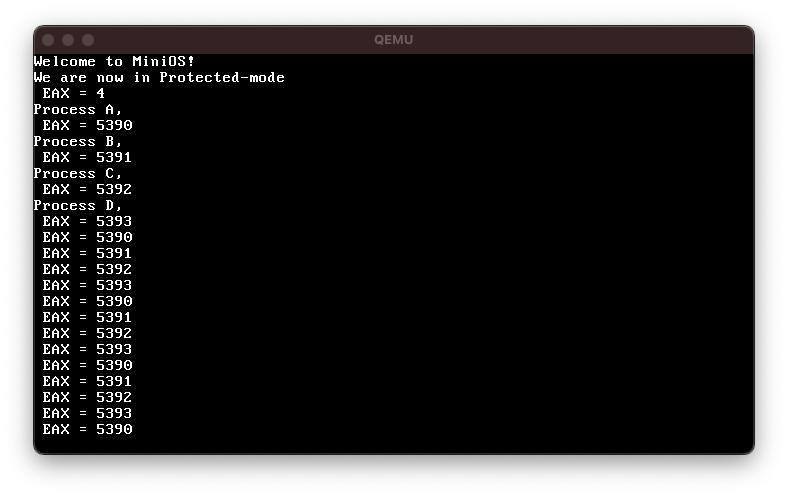 QEMU
Welcome to MiniOS!
We are now in Protected-mode
EAX = 4
Process A,
EAX = 5390
Process B,
EAX = 5391
Process C,
EAX = 5392
Process D,
EAX = 5393
EAX = 5390
EAX = 5391
EAX = 5392
EAX = 5393
EAX = 5390
EAX = 5391
EAX = 5392
EAX = 5393
EAX = 5390
EAX = 5391
EAX = 5392
EAX = 5393
EAX = 5390